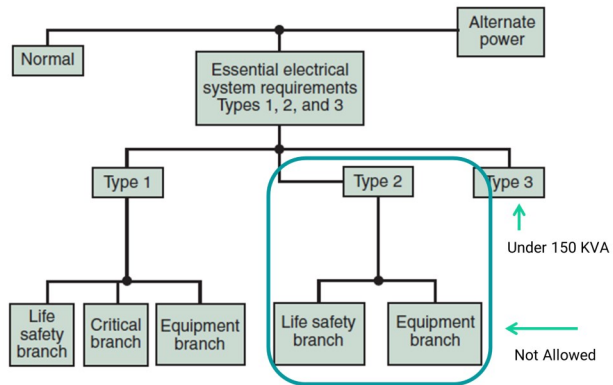 Normal
Alternate
power
Essential electrical
system requirements
Types 1, 2, and 3
Type 1
Type 2
Type 3
Under 150 KVA
Life
safety
branch
Critical
branch
Equipment
branch
Life safety
branch
Equipment
branch
Not Allowed